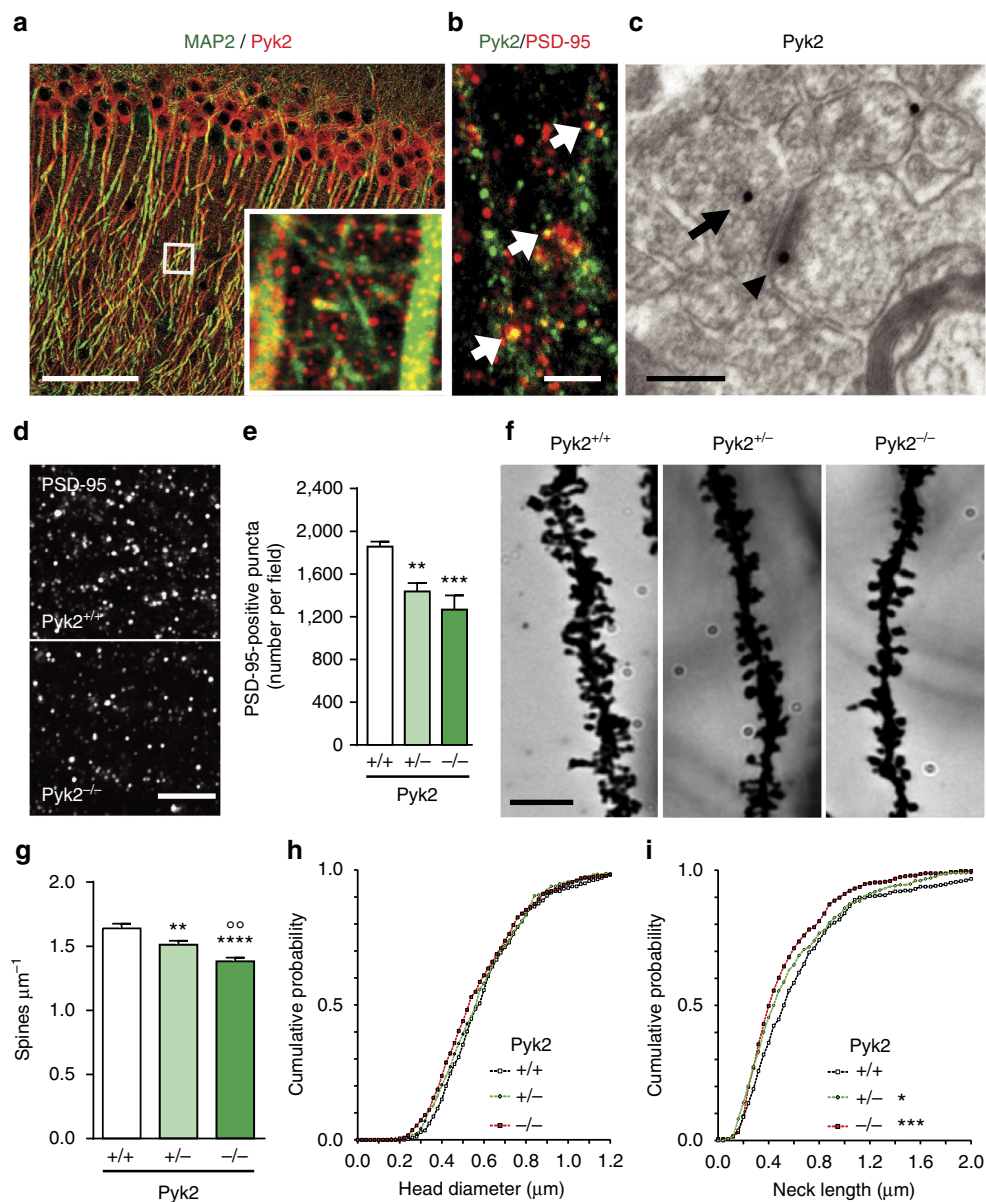 a
MAP2 / Pyk2
b
Pyk2/PSD-95
c
Pyk2
d
PSD-95
Pyk2+/+
Pyk2−/−
e
PSD-95-positive puncta
(number per field)
2,400
2,000
1,600
1,200
800
400
0
**
***
+/+ +/− −/−
Pyk2
f
Pyk2+/+
Pyk2+/−
Pyk2−/−
g
Spines μm−1
2.0
1.5
1.0
1.5
0.0
**
°°
****
+/+ +/− −/−
Pyk2
h
Cumulative probability
1.0
0.5
0.0
Pyk2
+/+
+/−
−/−
0.0 0.2 0.4 0.6 0.8 1.0 1.2
Head diameter (μm)
i
Cumulative probability
1.0
0.5
0.0
Pyk2
+/+
+/− *
−/− ***
0.0 0.4 0.8 1.2 1.6 2.0
Neck length (μm)